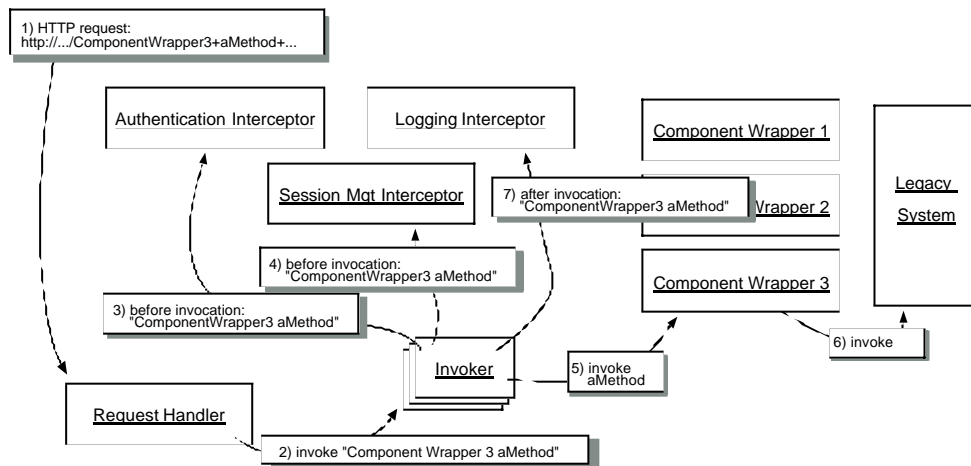 1) HTTP request:
http://.../ComponentWrapper3+aMethod+...
Authentication Interceptor
Logging Interceptor
Component Wrapper 1
Session Mgt Interceptor
7) after invocation:
"ComponentWrapper3 aMethod"
Wrapper 2
Legacy
System
4) before invocation:
"ComponentWrapper3 aMethod"
Component Wrapper 3
3) before invocation:
"ComponentWrapper3 aMethod"
6) invoke
Invoker
5) invoke
aMethod
Request Handler
2) invoke "Component Wrapper 3 aMethod"